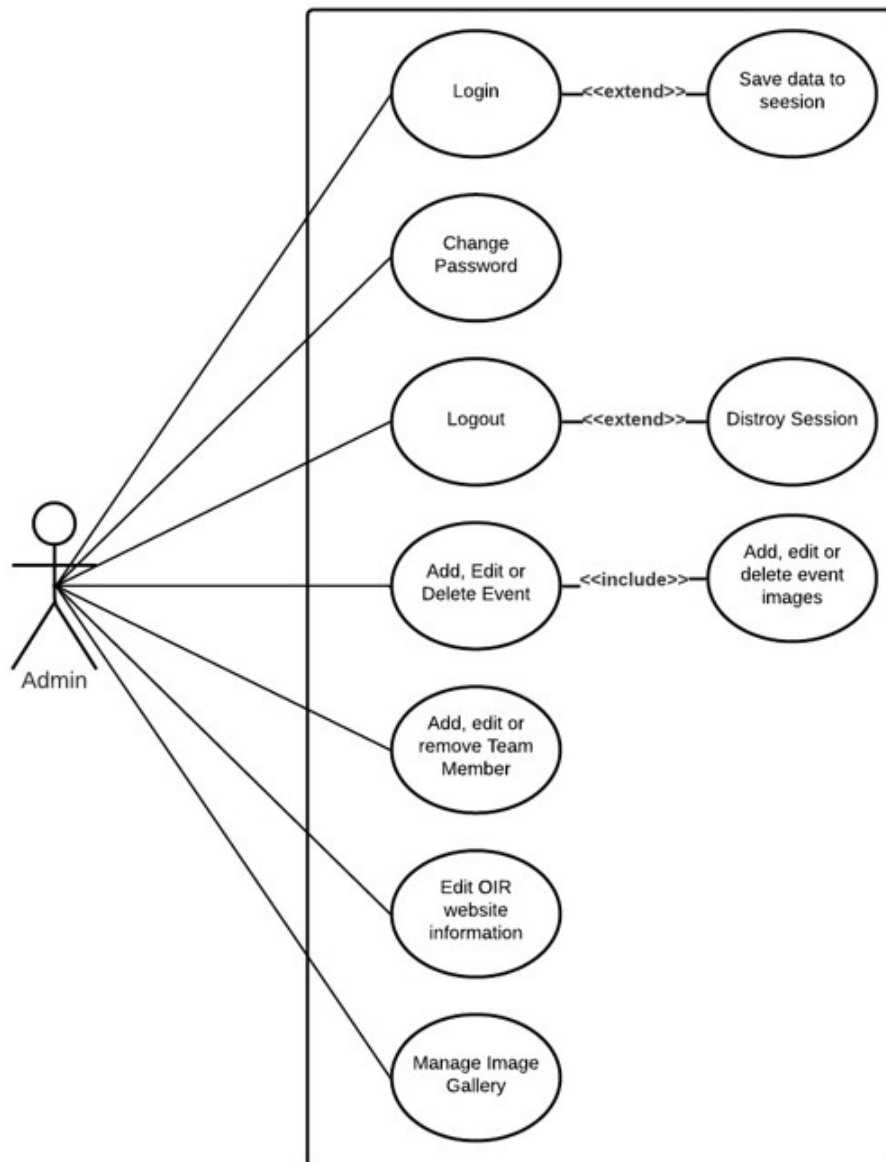 Login
<<extend>>
Save data to
seesion
Change
Password
Logout
<<extend>>
Distroy Session
Add, Edit or
Delete Event
<<include>>
Add, edit or
delete event
images
Admin
Add, edit or
remove Team
Member
Edit OIR
website
information
Manage Image
Gallery